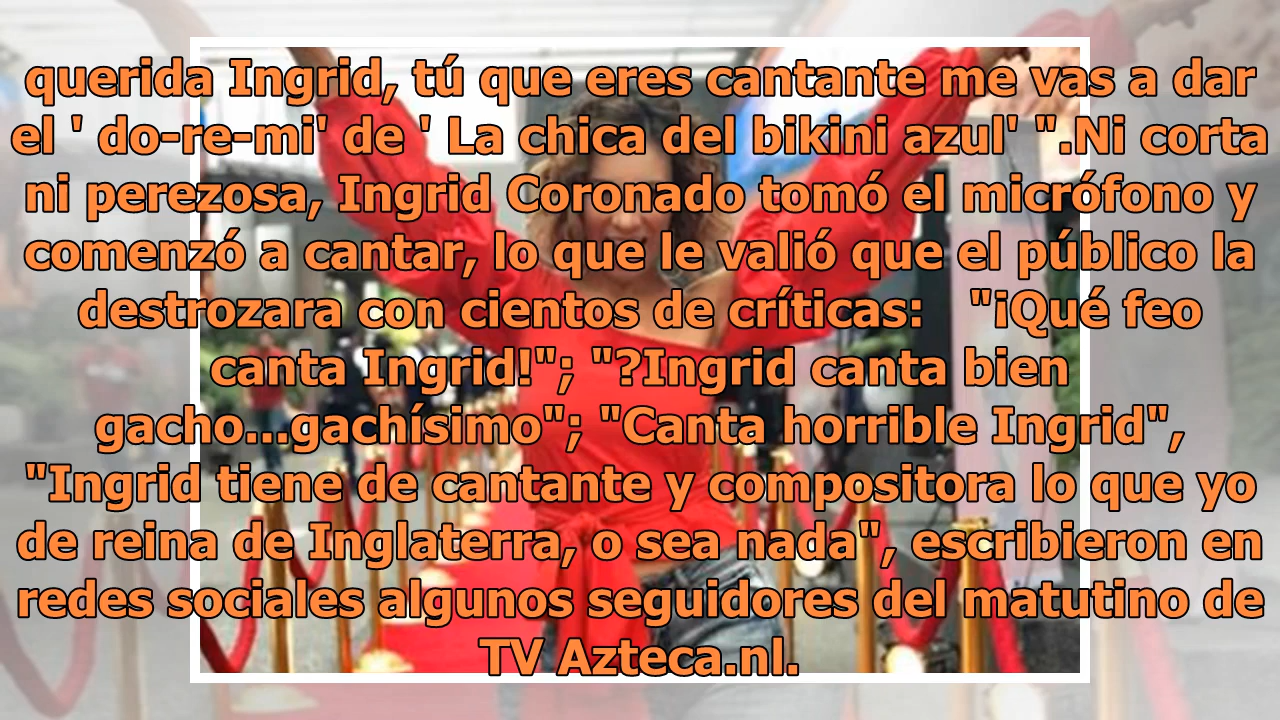 querida Ingrid, tú que eres cantante me vas a dar
el ' do-re-mi' de ' La chica del bikini azul' ".Ni corta
ni perezosa, Ingrid Coronado tomó el micrófono y
comenzó a cantar, lo que le valió que el público la
destrozara con cientos de críticas:   "¡Qué feo
canta Ingrid!"; "?Ingrid canta bien
gacho...gachísimo"; "Canta horrible Ingrid",
"Ingrid tiene de cantante y compositora lo que yo
de reina de Inglaterra, o sea nada", escribieron en
redes sociales algunos seguidores del matutino de
TV Azteca.nl.